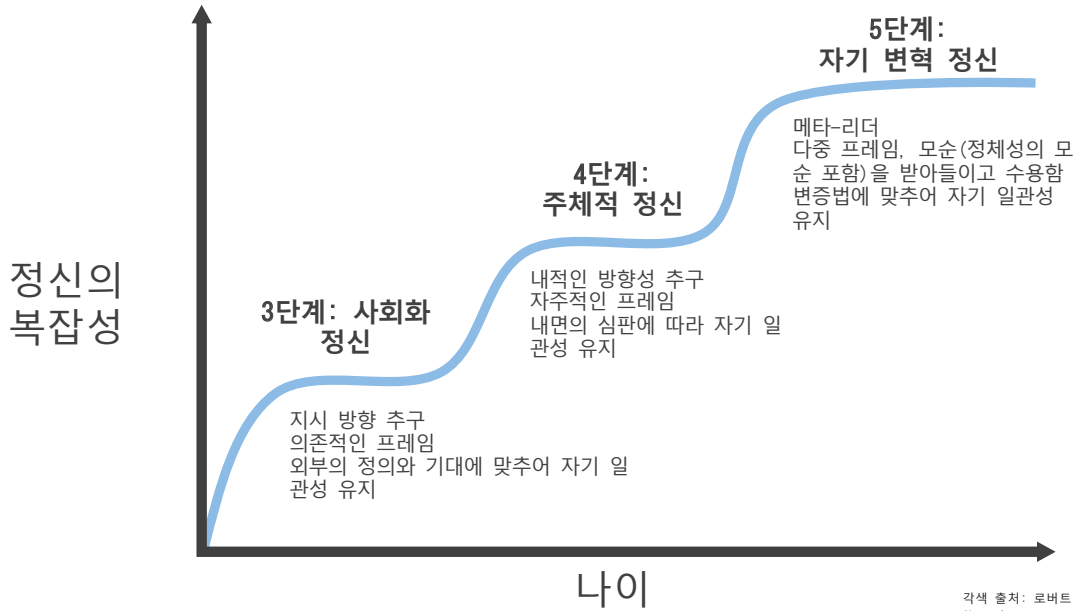 5단계:
자기 변혁 정신
메타-리더
다중 프레임, 모순(정체성의 모
순 포함)을 받아들이고 수용함
변증법에 맞추어 자기 일관성
유지
4단계:
주체적 정신
내적인 방향성 추구
자주적인 프레임
내면의 심판에 따라 자기 일
관성 유지
정신의
복잡성
3단계: 사회화
정신
지시 방향 추구
의존적인 프레임
외부의 정의와 기대에 맞추어 자기 일
관성 유지
나이
각색 출처: 로버트